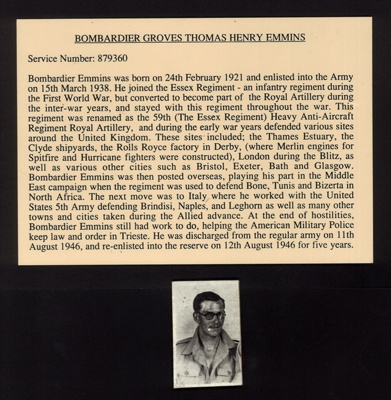 BOMBARDIER GROVES THOMAS HENRY EMMINS
Service Number: 879360
Bombardier Emmins was born on 24th February 1921 and enlisted into the Army
on 15th March 1938. He joined the Essex Regiment - an infantry regiment during
the First World War, but converted to become part of the Royal Artillery during
the inter-war years, and stayed with this regiment throughout the war. This
regiment was renamed as the 59th (The Essex Regiment) Heavy Anti-Aircraft
Regiment Royal Artillery, and during the early war years defended various sites
around the United Kingdom. These sites included; the Thames Estuary, the
Clyde shipyards, the Rolls Royce factory in Derby, (where Merlin engines for
Spitfire and Hurricane fighters were constructed), London during the Blitz, as
well as various other cities such as Bristol, Exeter, Bath and Glasgow.
Bombardier Emmins was then posted overseas, playing his part in the Middle
East campaign when the regiment was used to defend Bone, Tunis and Bizerta in
North Africa. The next move was to Italy where he worked with the United
States 5th Army defending Brindisi, Naples, and Leghorn as well as many other
towns and cities taken during the Allied advance. At the end of hostilities,
Bombardier Emmins still had work to do, helping the American Military Police
keep law and order in Trieste. He was discharged from the regular army on 11th
August 1946, and re-enlisted into the reserve on 12th August 1946 for five years.